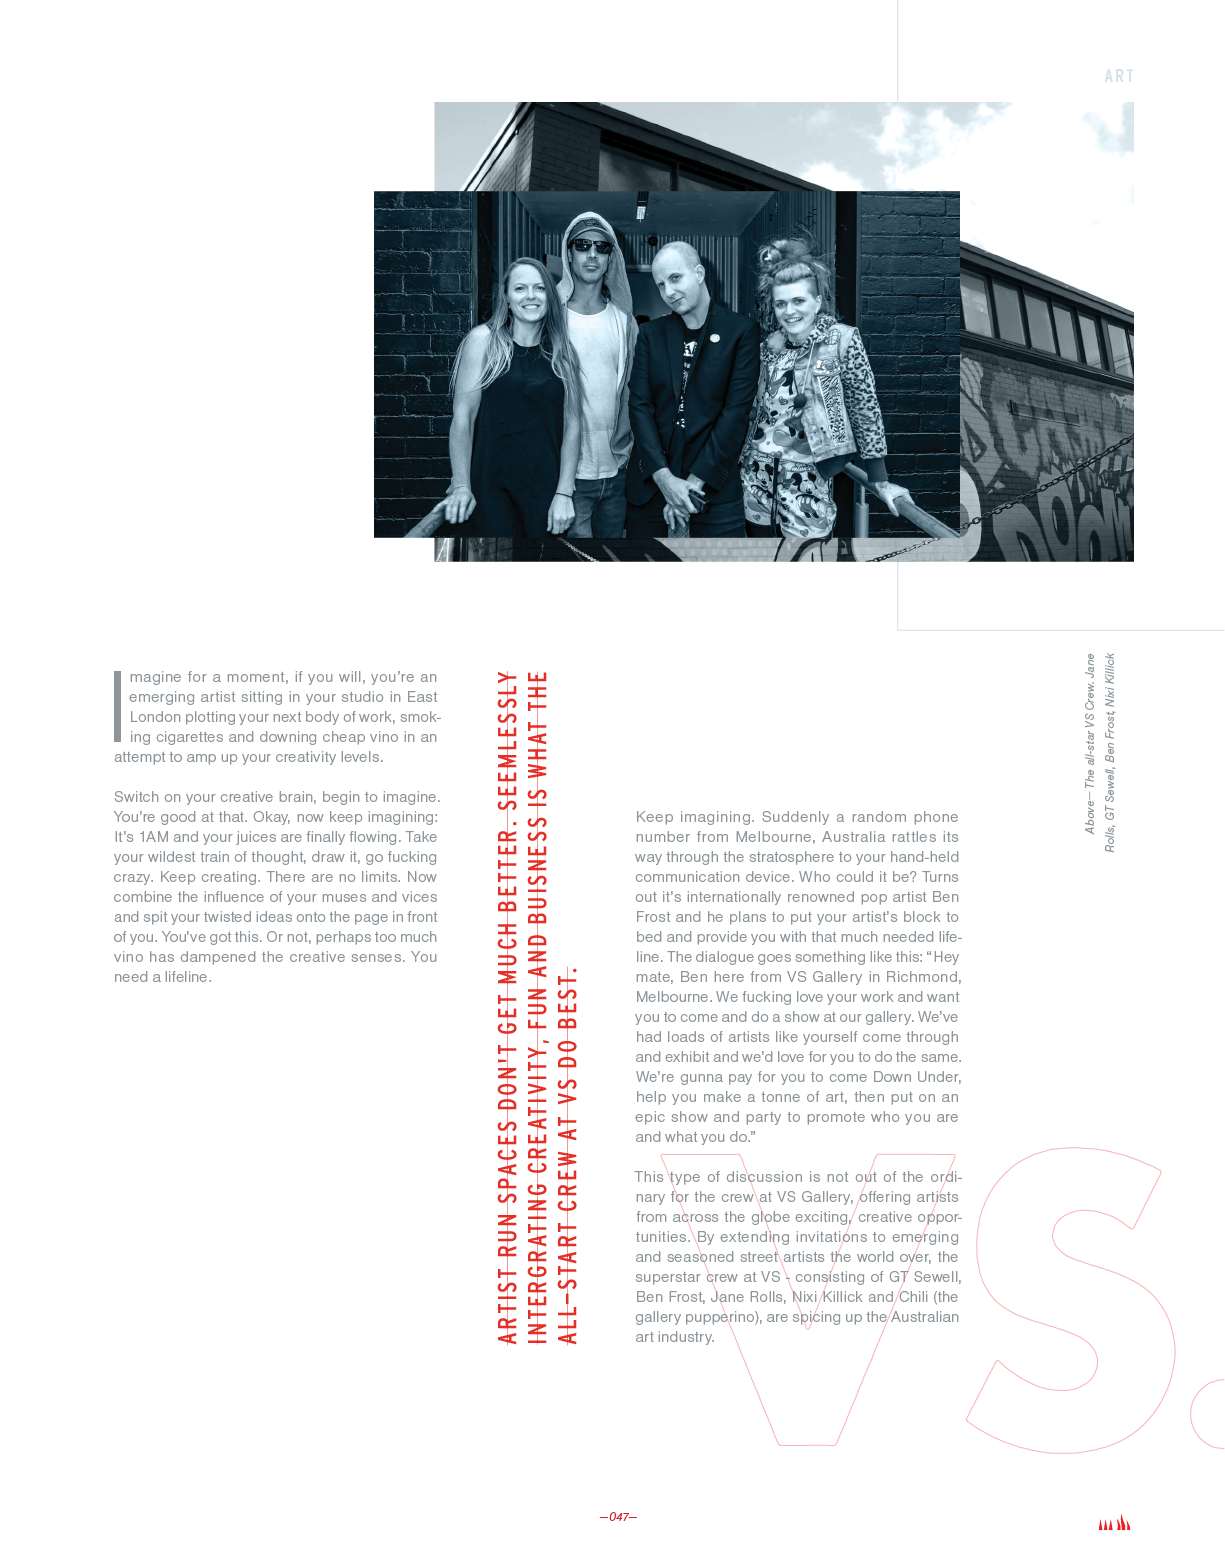 ART
Imagine for a moment, if you will, you’re an
emerging artist sitting in your studio in East
London plotting your next body of work, smok-
ing cigarettes and downing cheap vino in an
attempt to amp up your creativity levels.
Switch on your creative brain, begin to imagine.
You’re good at that. Okay, now keep imagining:
It’s 1AM and your juices are finally flowing. Take
your wildest train of thought, draw it, go fucking
crazy. Keep creating. There are no limits. Now
combine the influence of your muses and vices
and spit your twisted ideas onto the page in front
of you. You’ve got this. Or not, perhaps too much
vino has dampened the creative senses. You
need a lifeline.
ARTIST RUN SPACES DON'T GET MUCH BETTER. SEEMLESSLY
INTERGRATING CREATIVITY, FUN AND BUISNESS IS WHAT THE
ALL–START CREW AT VS DO BEST.
Keep imagining. Suddenly a random phone
number from Melbourne, Australia rattles its
way through the stratosphere to your hand-held
communication device. Who could it be? Turns
out it’s internationally renowned pop artist Ben
Frost and he plans to put your artist’s block to
bed and provide you with that much needed life-
line. The dialogue goes something like this: “Hey
mate, Ben here from VS Gallery in Richmond,
Melbourne. We fucking love your work and want
you to come and do a show at our gallery. We’ve
had loads of artists like yourself come through
and exhibit and we’d love for you to do the same.
We’re gunna pay for you to come Down Under,
help you make a tonne of art, then put on an
epic show and party to promote who you are
and what you do.”
This type of discussion is not out of the ordi-
nary for the crew at VS Gallery, offering artists
from across the globe exciting, creative oppor-
tunities. By extending invitations to emerging
and seasoned street artists the world over, the
superstar crew at VS - consisting of GT Sewell,
Ben Frost, Jane Rolls, Nixi Killick and Chili (the
gallery pupperino), are spicing up the Australian
art industry.
Above— The all-star VS Crew. Jane
Rolls, GT Sewell, Ben Frost, Nixi Killick
VS.
—047—